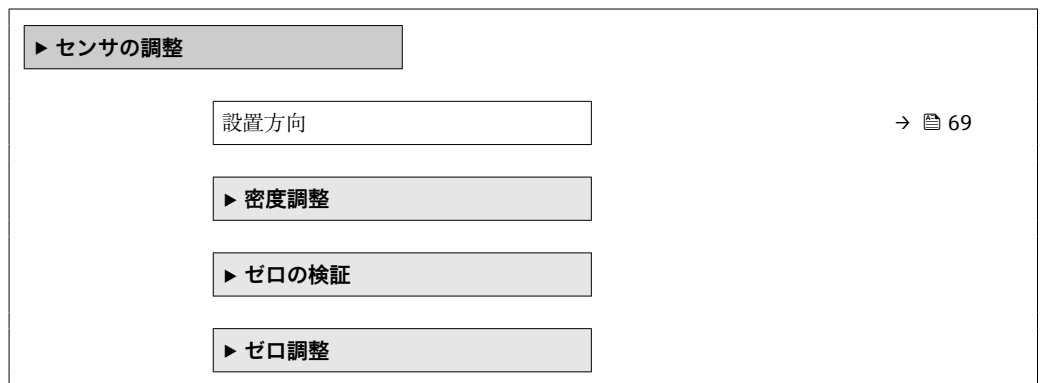 ▶ センサの調整
設置方向 → 🖹 69
▶ 密度調整
▶ ゼロの検証
▶ ゼロ調整